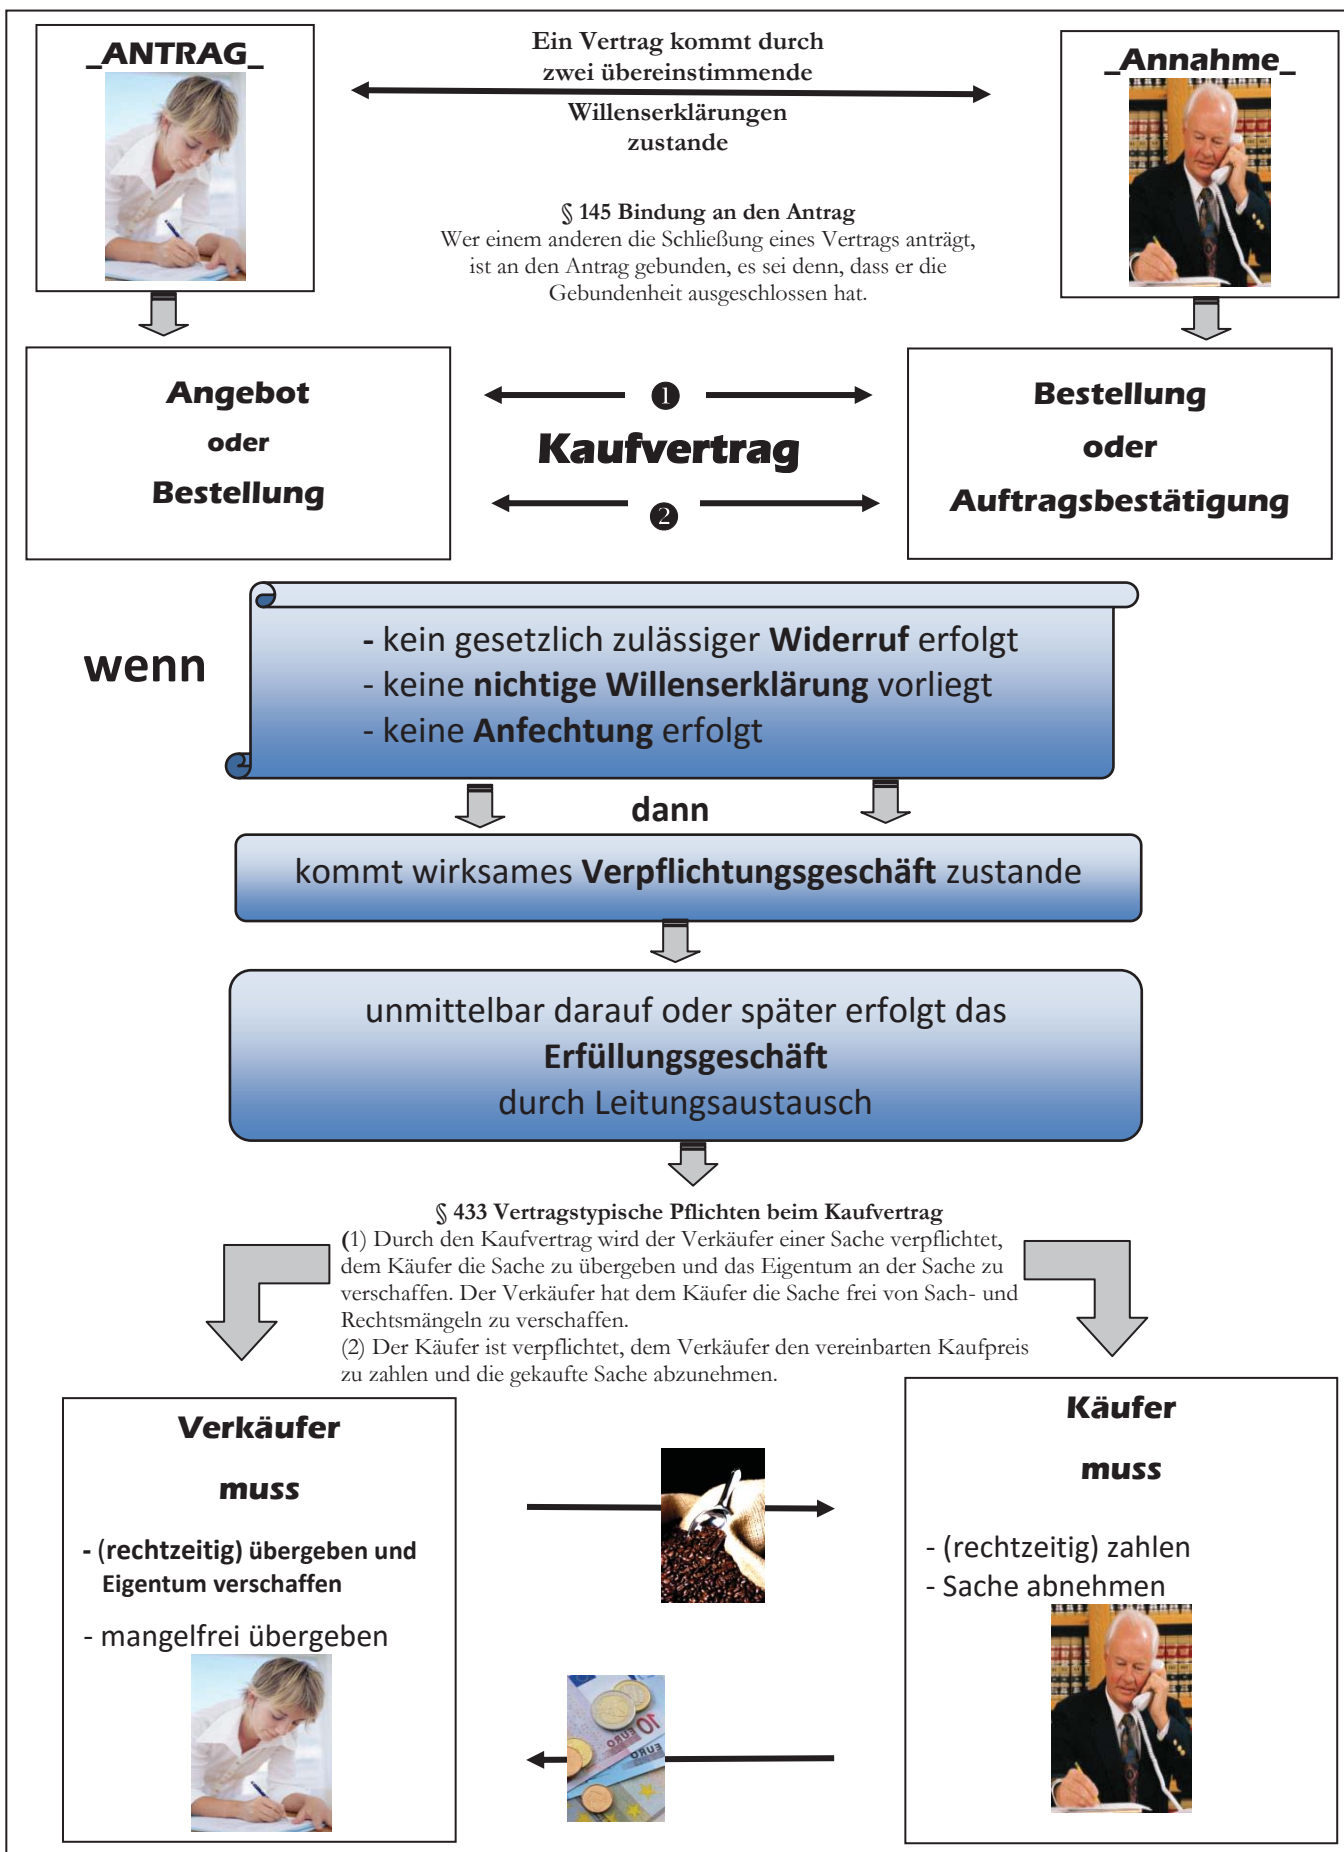 _ANTRAG_
Ein Vertrag kommt durch
zwei übereinstimmende
Willenserklärungen
zustande
_Annahme_
§ 145 Bindung an den Antrag
Wer einem anderen die Schließung eines Vertrags anträgt,
ist an den Antrag gebunden, es sei denn, dass er die
Gebundenheit ausgeschlossen hat.
Angebot
oder
Bestellung
❶
Kaufvertrag
❷
Bestellung
oder
Auftragsbestätigung
wenn
- kein gesetzlich zulässiger Widerruf erfolgt
- keine nichtige Willenserklärung vorliegt
- keine Anfechtung erfolgt
dann
kommt wirksames Verpflichtungsgeschäft zustande
unmittelbar darauf oder später erfolgt das
Erfüllungsgeschäft
durch Leitungsaustausch
§ 433 Vertragstypische Pflichten beim Kaufvertrag
(1) Durch den Kaufvertrag wird der Verkäufer einer Sache verpflichtet,
dem Käufer die Sache zu übergeben und das Eigentum an der Sache zu
verschaffen. Der Verkäufer hat dem Käufer die Sache frei von Sach- und
Rechtsmängeln zu verschaffen.
(2) Der Käufer ist verpflichtet, dem Verkäufer den vereinbarten Kaufpreis
zu zahlen und die gekaufte Sache abzunehmen.
Verkäufer
muss
- (rechtzeitig) übergeben und
Eigentum verschaffen
- mangelfrei übergeben
Käufer
muss
- (rechtzeitig) zahlen
- Sache abnehmen
10 EURO
EURO